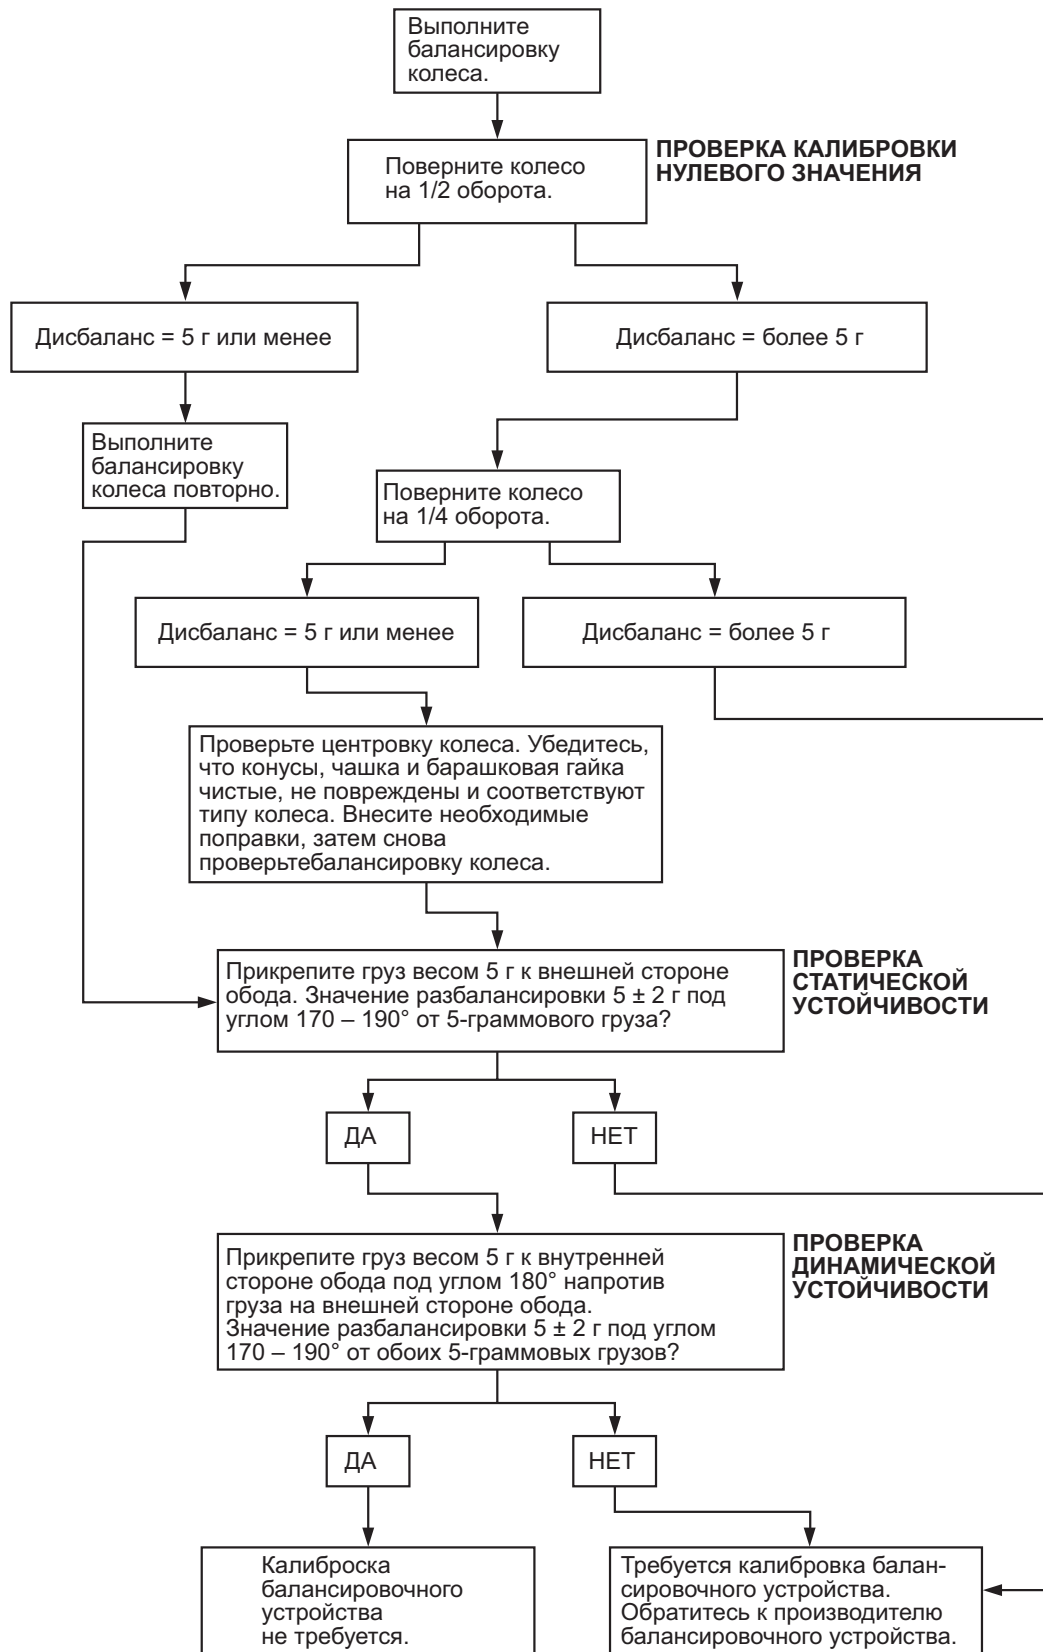 Выполните
балансировку
колеса.
Поверните колесо
на 1/2 оборота.
ПРОВЕРКА КАЛИБРОВКИ
НУЛЕВОГО ЗНАЧЕНИЯ
Дисбаланс = 5 г или менее
Дисбаланс = более 5 г
Выполните
балансировку
колеса повторно.
Поверните колесо
на 1/4 оборота.
Дисбаланс = 5 г или менее
Дисбаланс = более 5 г
Проверьте центровку колеса. Убедитесь,
что конусы, чашка и барашковая гайка
чистые, не повреждены и соответствуют
типу колеса. Внесите необходимые
поправки, затем снова
проверьтебалансировку колеса.
Прикрепите груз весом 5 г к внешней стороне
обода. Значение разбалансировки 5 ± 2 г под
углом 170 – 190° от 5-граммового груза?
ПРОВЕРКА
СТАТИЧЕСКОЙ
УСТОЙЧИВОСТИ
ДА
НЕТ
Прикрепите груз весом 5 г к внутренней
стороне обода под углом 180° напротив
груза на внешней стороне обода.
Значение разбалансировки 5 ± 2 г под углом
170 – 190° от обоих 5-граммовых грузов?
ПРОВЕРКА
ДИНАМИЧЕСКОЙ
УСТОЙЧИВОСТИ
ДА
НЕТ
Калиброска
балансировочного
устройства
не требуется.
Требуется калибровка балан-
сировочного устройства.
Обратитесь к производителю
балансировочного устройства.